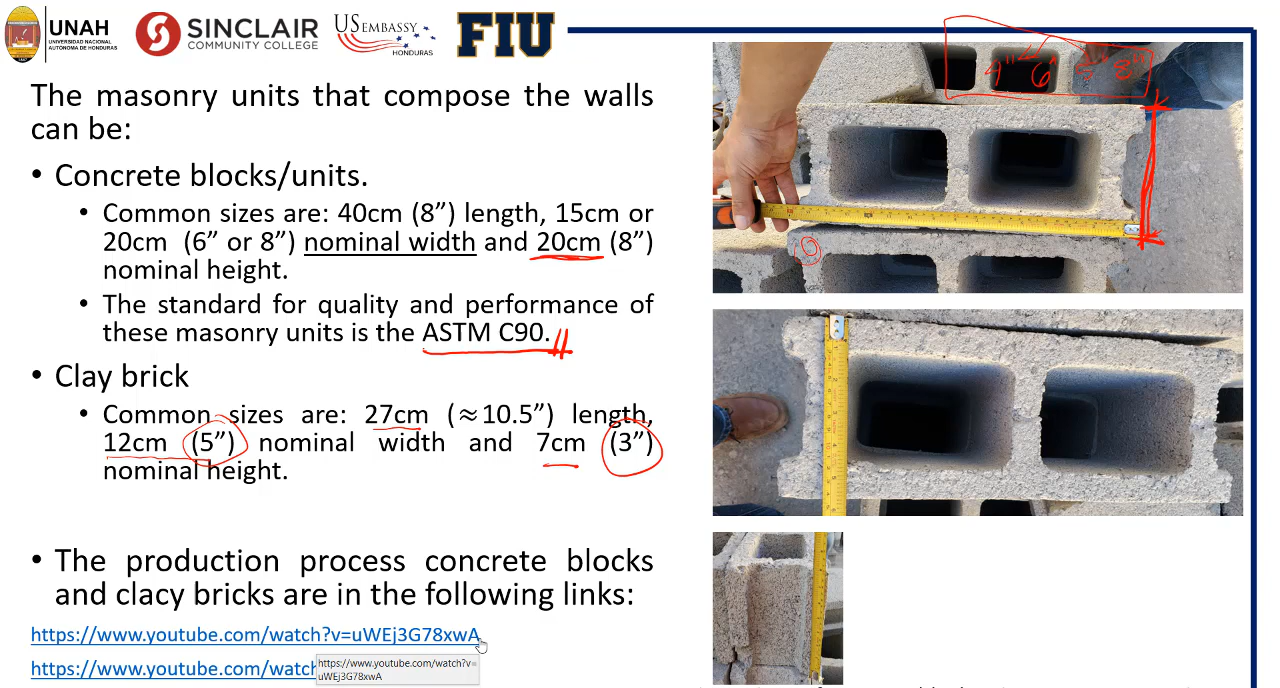 UNAH
UNIVERSIDAD NACIONAL
AUTÓNOMA DE HONDURAS
SINCLAIR
COMMUNITY COLLEGE
US EMBASSY
HONDURAS
FIU
The masonry units that compose the walls
can be:
• Concrete blocks/units.
• Common sizes are: 40cm (8”) length, 15cm or
20cm (6” or 8”) nominal width and 20cm (8”)
nominal height.
• The standard for quality and performance of
these masonry units is the ASTM C90.
• Clay brick
• Common sizes are: 27cm (≈10.5”) length,
12cm (5”) nominal width and 7cm (3”)
nominal height.
• The production process concrete blocks
and clacy bricks are in the following links:
https://www.youtube.com/watch?v=uWEj3G78xwA
https://www.youtube.com/watch
https://www.youtube.com/watch?v=
uWEj3G78xwA
4" 6" 8"